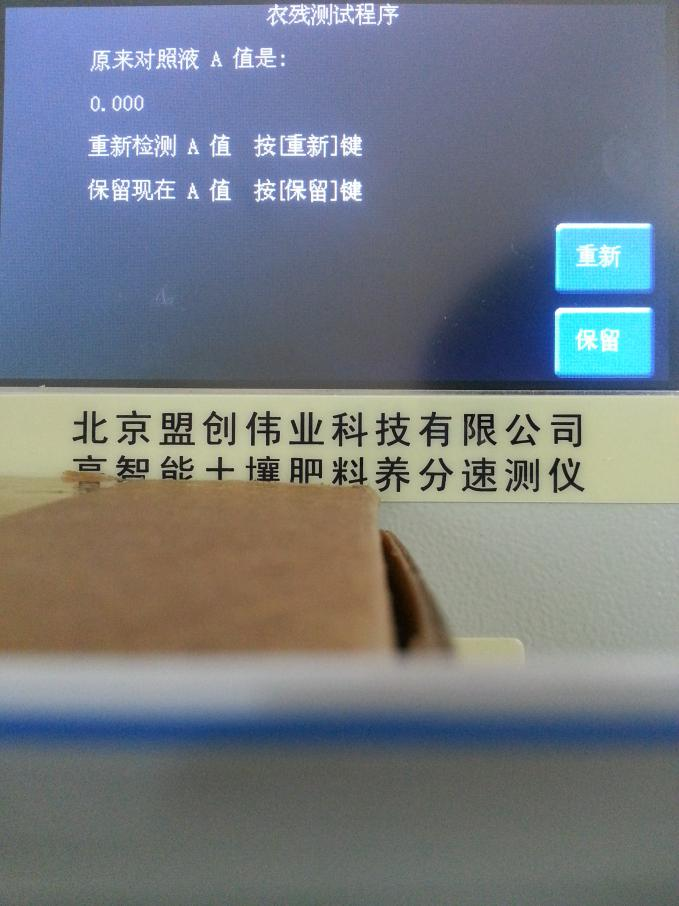 农残测试程序
原来对照液 A 值是:
0.000
重新检测 A 值 按[重新]键
保留现在 A 值 按[保留]键
重新
保留
北京盟创伟业科技有限公司
高智能土壤肥料养分速测仪